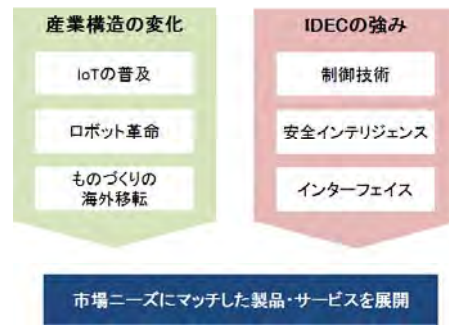 産業構造の変化
IoTの普及
ロボット革命
ものづくりの
海外移転
IDECの強み
制御技術
安全インテリジェンス
インターフェイス
市場ニーズにマッチした製品・サービスを展開